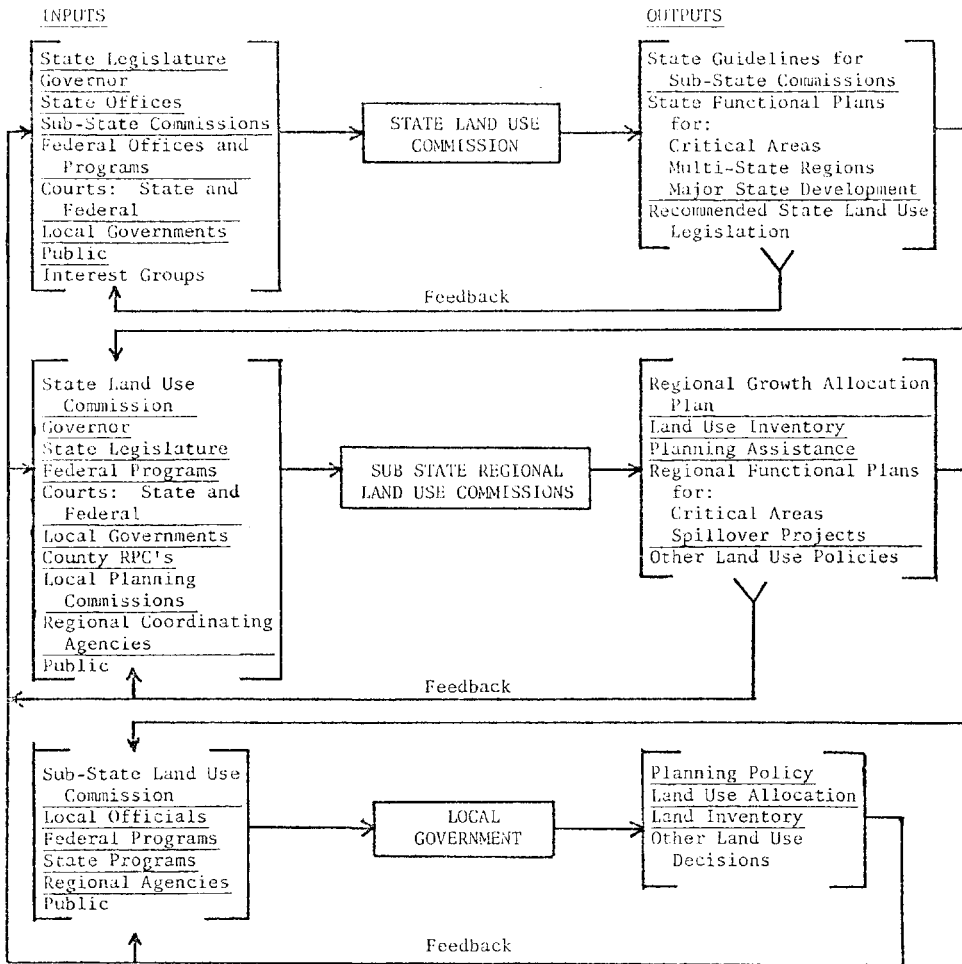 INPUTS
OUTPUTS
State Legislature
Governor
State Offices
Sub-State Commissions
Federal Offices and
Programs
Courts: State and
Federal
Local Governments
Public
Interest Groups
STATE LAND USE
COMMISSION
State Guidelines for
Sub-State Commissions
State Functional Plans
for:
Critical Areas
Multi-State Regions
Major State Development
Recommended State Land Use
Legislation
Feedback
State Land Use
Commission
Governor
State Legislature
Federal Programs
Courts: State and
Federal
Local Governments
County RPC's
Local Planning
Commissions
Regional Coordinating
Agencies
Public
SUB STATE REGIONAL
LAND USE COMMISSIONS
Regional Growth Allocation
Plan
Land Use Inventory
Planning Assistance
Regional Functional Plans
for:
Critical Areas
Spillover Projects
Other Land Use Policies
Feedback
Sub-State Land Use
Commission
Local Officials
Federal Programs
State Programs
Regional Agencies
Public
LOCAL
GOVERNMENT
Planning Policy
Land Use Allocation
Land Inventory
Other Land Use
Decisions
Feedback